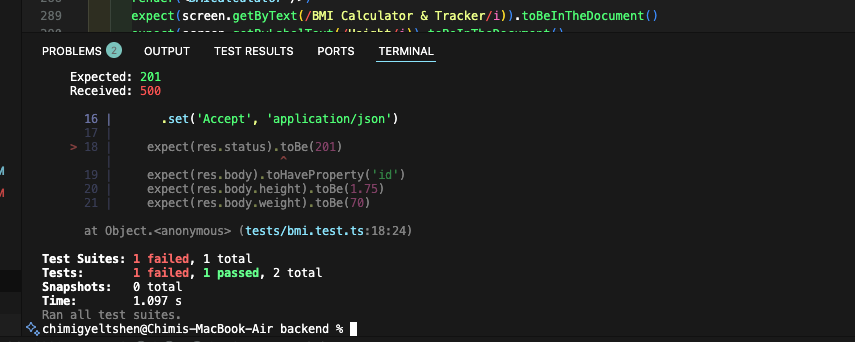 289 expect(screen.getByText(/BMI Calculator & Tracker/i)).toBeInTheDocument()
PROBLEMS 2 OUTPUT TEST RESULTS PORTS TERMINAL
Expected: 201
Received: 500
16 | .set('Accept', 'application/json')
17 |
> 18 | expect(res.status).toBe(201)
| ^
19 | expect(res.body).toHaveProperty('id')
20 | expect(res.body.height).toBe(1.75)
21 | expect(res.body.weight).toBe(70)
at Object.<anonymous> (tests/bmi.test.ts:18:24)
Test Suites: 1 failed, 1 total
Tests: 1 failed, 1 passed, 2 total
Snapshots: 0 total
Time: 1.097 s
Ran all test suites.
chimigyeltshen@Chimis-MacBook-Air backend %